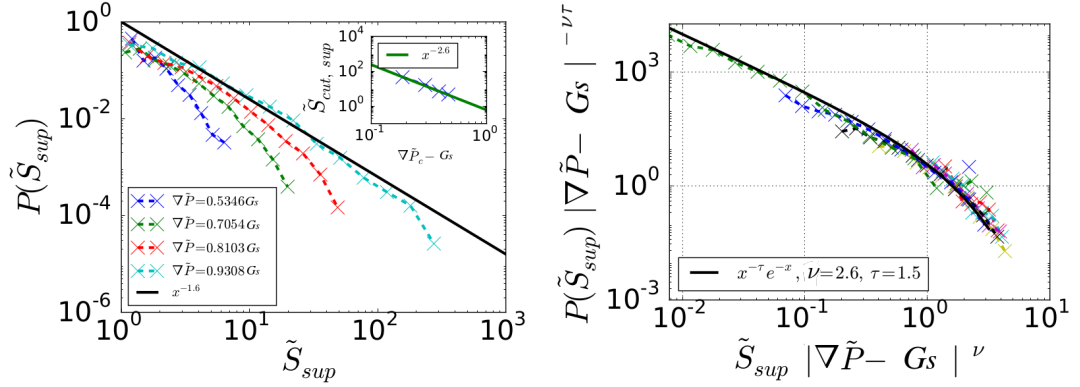 10^0
10^-2
10^-4
10^-6
P(S̃_sup)
10^0 10^1 10^2 10^3
S̃_sup
∇P̃=0.5346Gs
∇P̃=0.7054Gs
∇P̃=0.8103Gs
∇P̃=0.9308Gs
x^-1.6
10^4
10^2
10^0
S̃_cut, sup
x^-2.6
10^-1 10^0
∇P̃_c − Gs
10^3
10^0
10^-3
P(S̃_sup) |∇P̃− Gs |^-ντ
x^-τ e^-x, ν=2.6, τ=1.5
10^-2 10^-1 10^0 10^1
S̃_sup |∇P̃− Gs |^ν